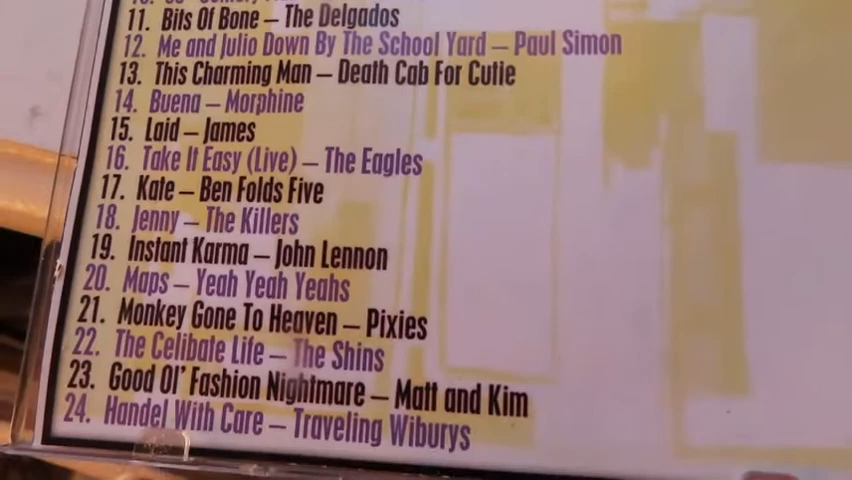 11. Bits Of Bone – The Delgados
12. Me and Julio Down By The School Yard – Paul Simon
13. This Charming Man – Death Cab For Cutie
14. Buena – Morphine
15. Laid – James
16. Take It Easy (Live) – The Eagles
17. Kate – Ben Folds Five
18. Jenny – The Killers
19. Instant Karma – John Lennon
20. Maps – Yeah Yeah Yeahs
21. Monkey Gone To Heaven – Pixies
22. The Celibate Life – The Shins
23. Good Ol' Fashion Nightmare – Matt and Kim
24. Handel With Care – Traveling Wiburys